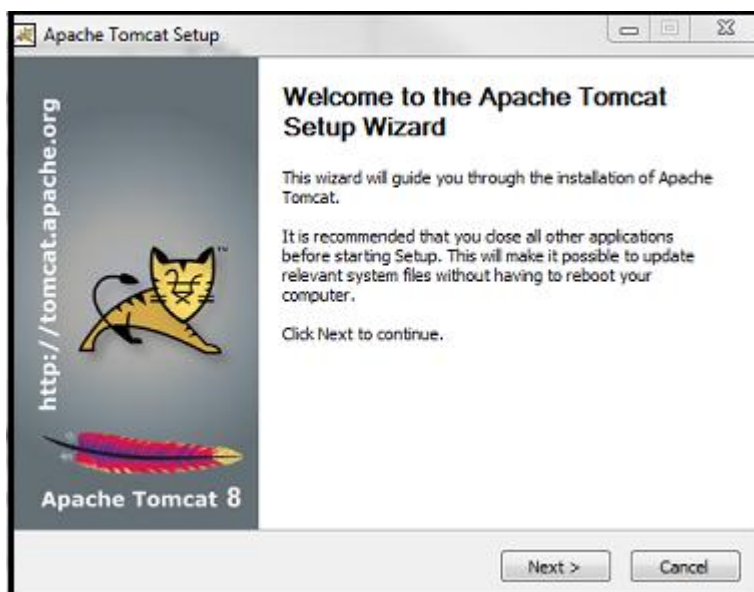 Apache Tomcat Setup
http://tomcat.apache.org
TM
Apache Tomcat 8
Welcome to the Apache Tomcat
Setup Wizard
This wizard will guide you through the installation of Apache
Tomcat.
It is recommended that you close all other applications
before starting Setup. This will make it possible to update
relevant system files without having to reboot your
computer.
Click Next to continue.
Next >
Cancel